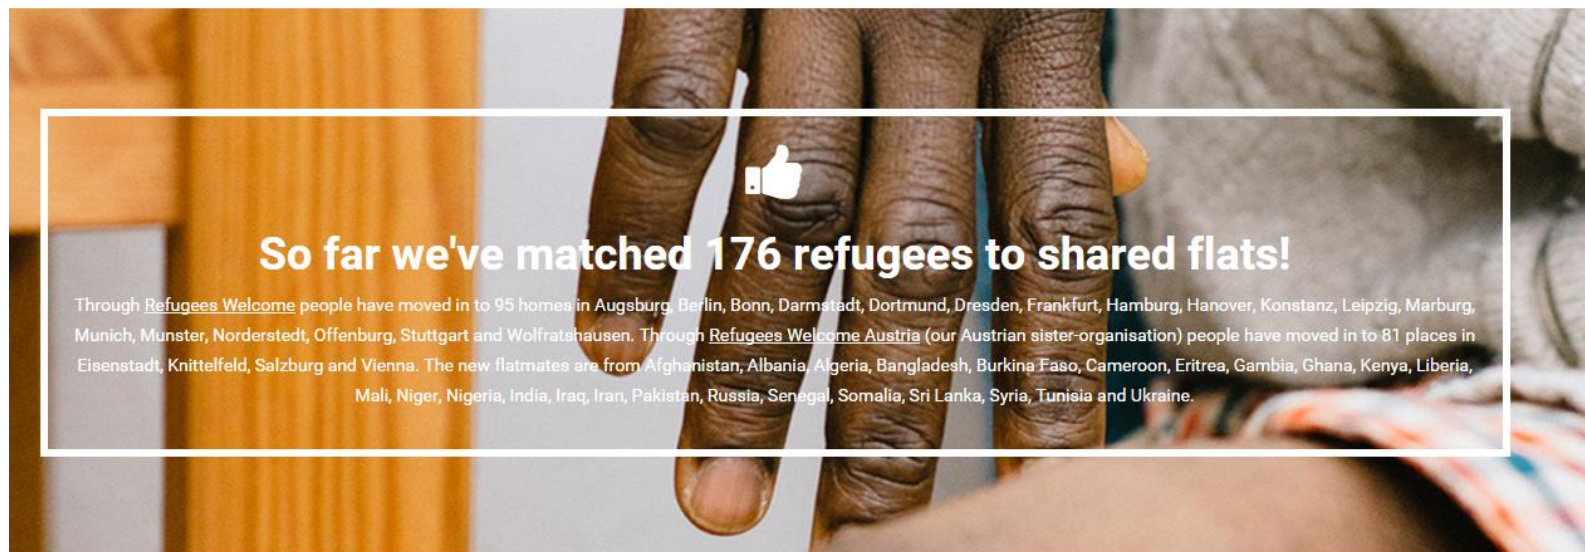 So far we've matched 176 refugees to shared flats!
Through Refugees Welcome people have moved in to 95 homes in Augsburg, Berlin, Bonn, Darmstadt, Dortmund, Dresden, Frankfurt, Hamburg, Hanover, Konstanz, Leipzig, Marburg,
Munich, Munster, Norderstedt, Offenburg, Stuttgart and Wolfratshausen. Through Refugees Welcome Austria (our Austrian sister-organisation) people have moved in to 81 places in
Eisenstadt, Knittelfeld, Salzburg and Vienna. The new flatmates are from Afghanistan, Albania, Algeria, Bangladesh, Burkina Faso, Cameroon, Eritrea, Gambia, Ghana, Kenya, Liberia,
Mali, Niger, Nigeria, India, Iraq, Iran, Pakistan, Russia, Senegal, Somalia, Sri Lanka, Syria, Tunisia and Ukraine.